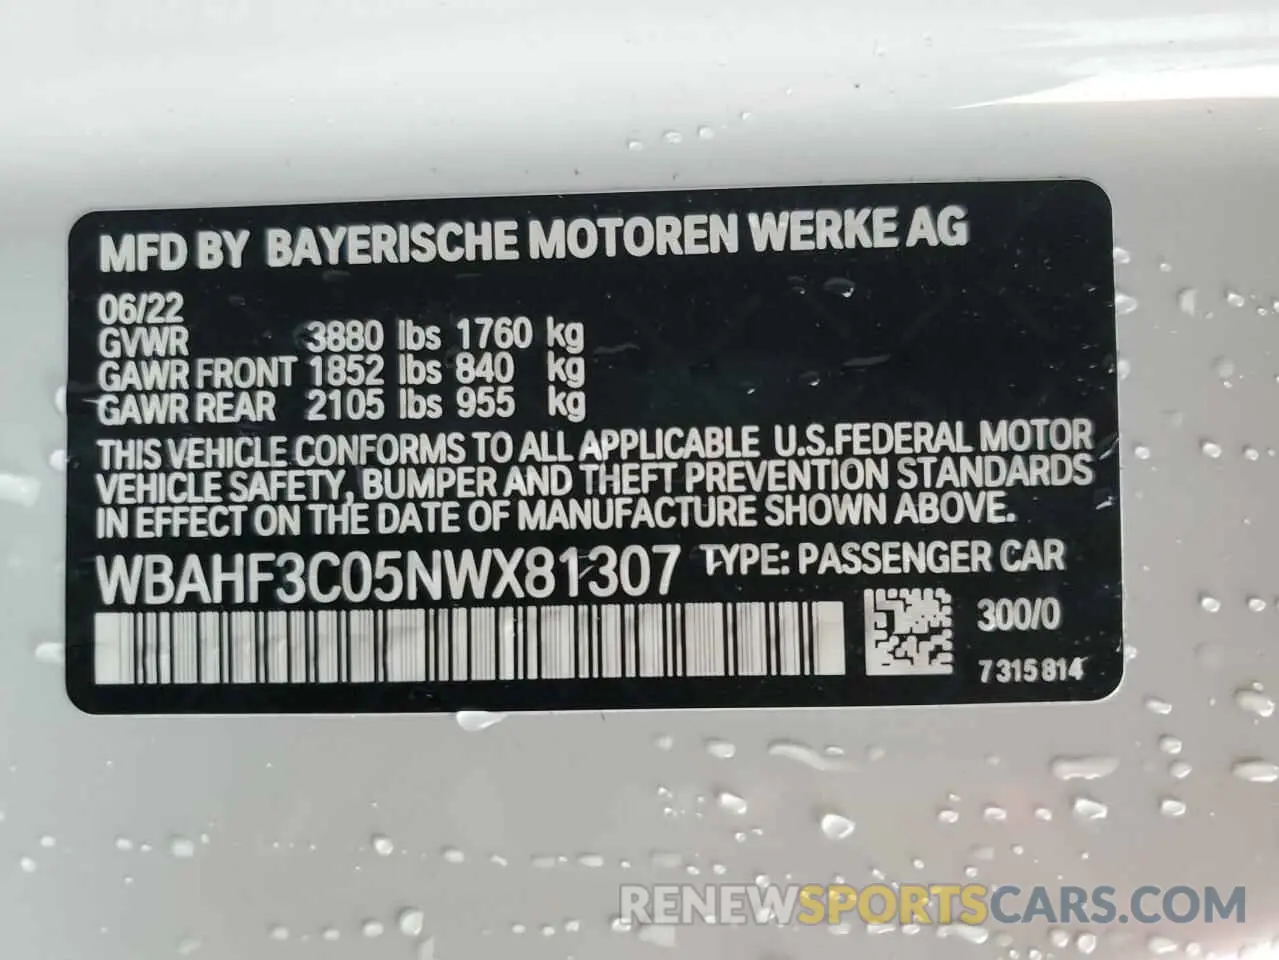 MFD BY BAYERISCHE MOTOREN WERKE AG
06/22
GVWR 3880 lbs 1760 kg
GAWR FRONT 1852 lbs 840 kg
GAWR REAR 2105 lbs 955 kg
THIS VEHICLE CONFORMS TO ALL APPLICABLE U.S.FEDERAL MOTOR
VEHICLE SAFETY, BUMPER AND THEFT PREVENTION STANDARDS
IN EFFECT ON THE DATE OF MANUFACTURE SHOWN ABOVE.
WBAHF3C05NWX81307 TYPE: PASSENGER CAR
300/0
7 315 814
RENEWSPORTSCARS.COM